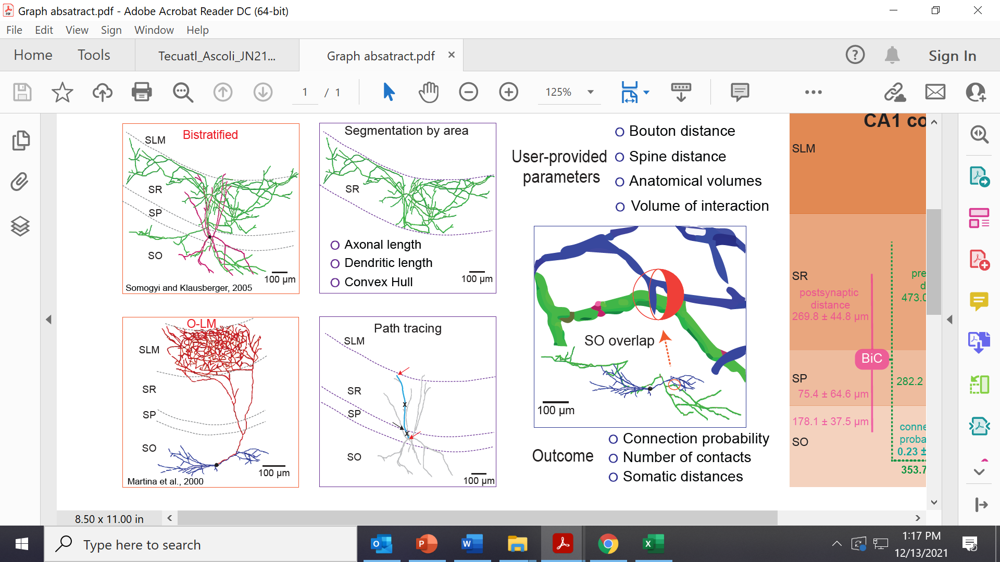 Graph absatract.pdf - Adobe Acrobat Reader DC (64-bit)
File Edit View Sign Window Help
Home Tools Tecuatl_Ascoli_JN21... Graph absatract.pdf × Sign In
1 / 1 125%
SLM
Bistratified
SR
SP
SO
100 µm
Somogyi and Klausberger, 2005
Segmentation by area
SR
Axonal length
Dendritic length
Convex Hull
100 µm
O-LM
SLM
SR
SP
SO
100 µm
Martina et al., 2000
Path tracing
SLM
SR
x
SP
x
SO
100 µm
User-provided
parameters
Bouton distance
Spine distance
Anatomical volumes
Volume of interaction
SO overlap
100 µm
Outcome
Connection probability
Number of contacts
Somatic distances
CA1 co
SLM
SR
postsynaptic
distance
269.8 ± 44.8 µm
pre
d
473.0
BiC
SP
75.4 ± 64.6 µm
282.2
178.1 ± 37.5 µm
SO
conne
proba
0.23 ±
353.7
8.50 x 11.00 in
Type here to search
1:17 PM
12/13/2021